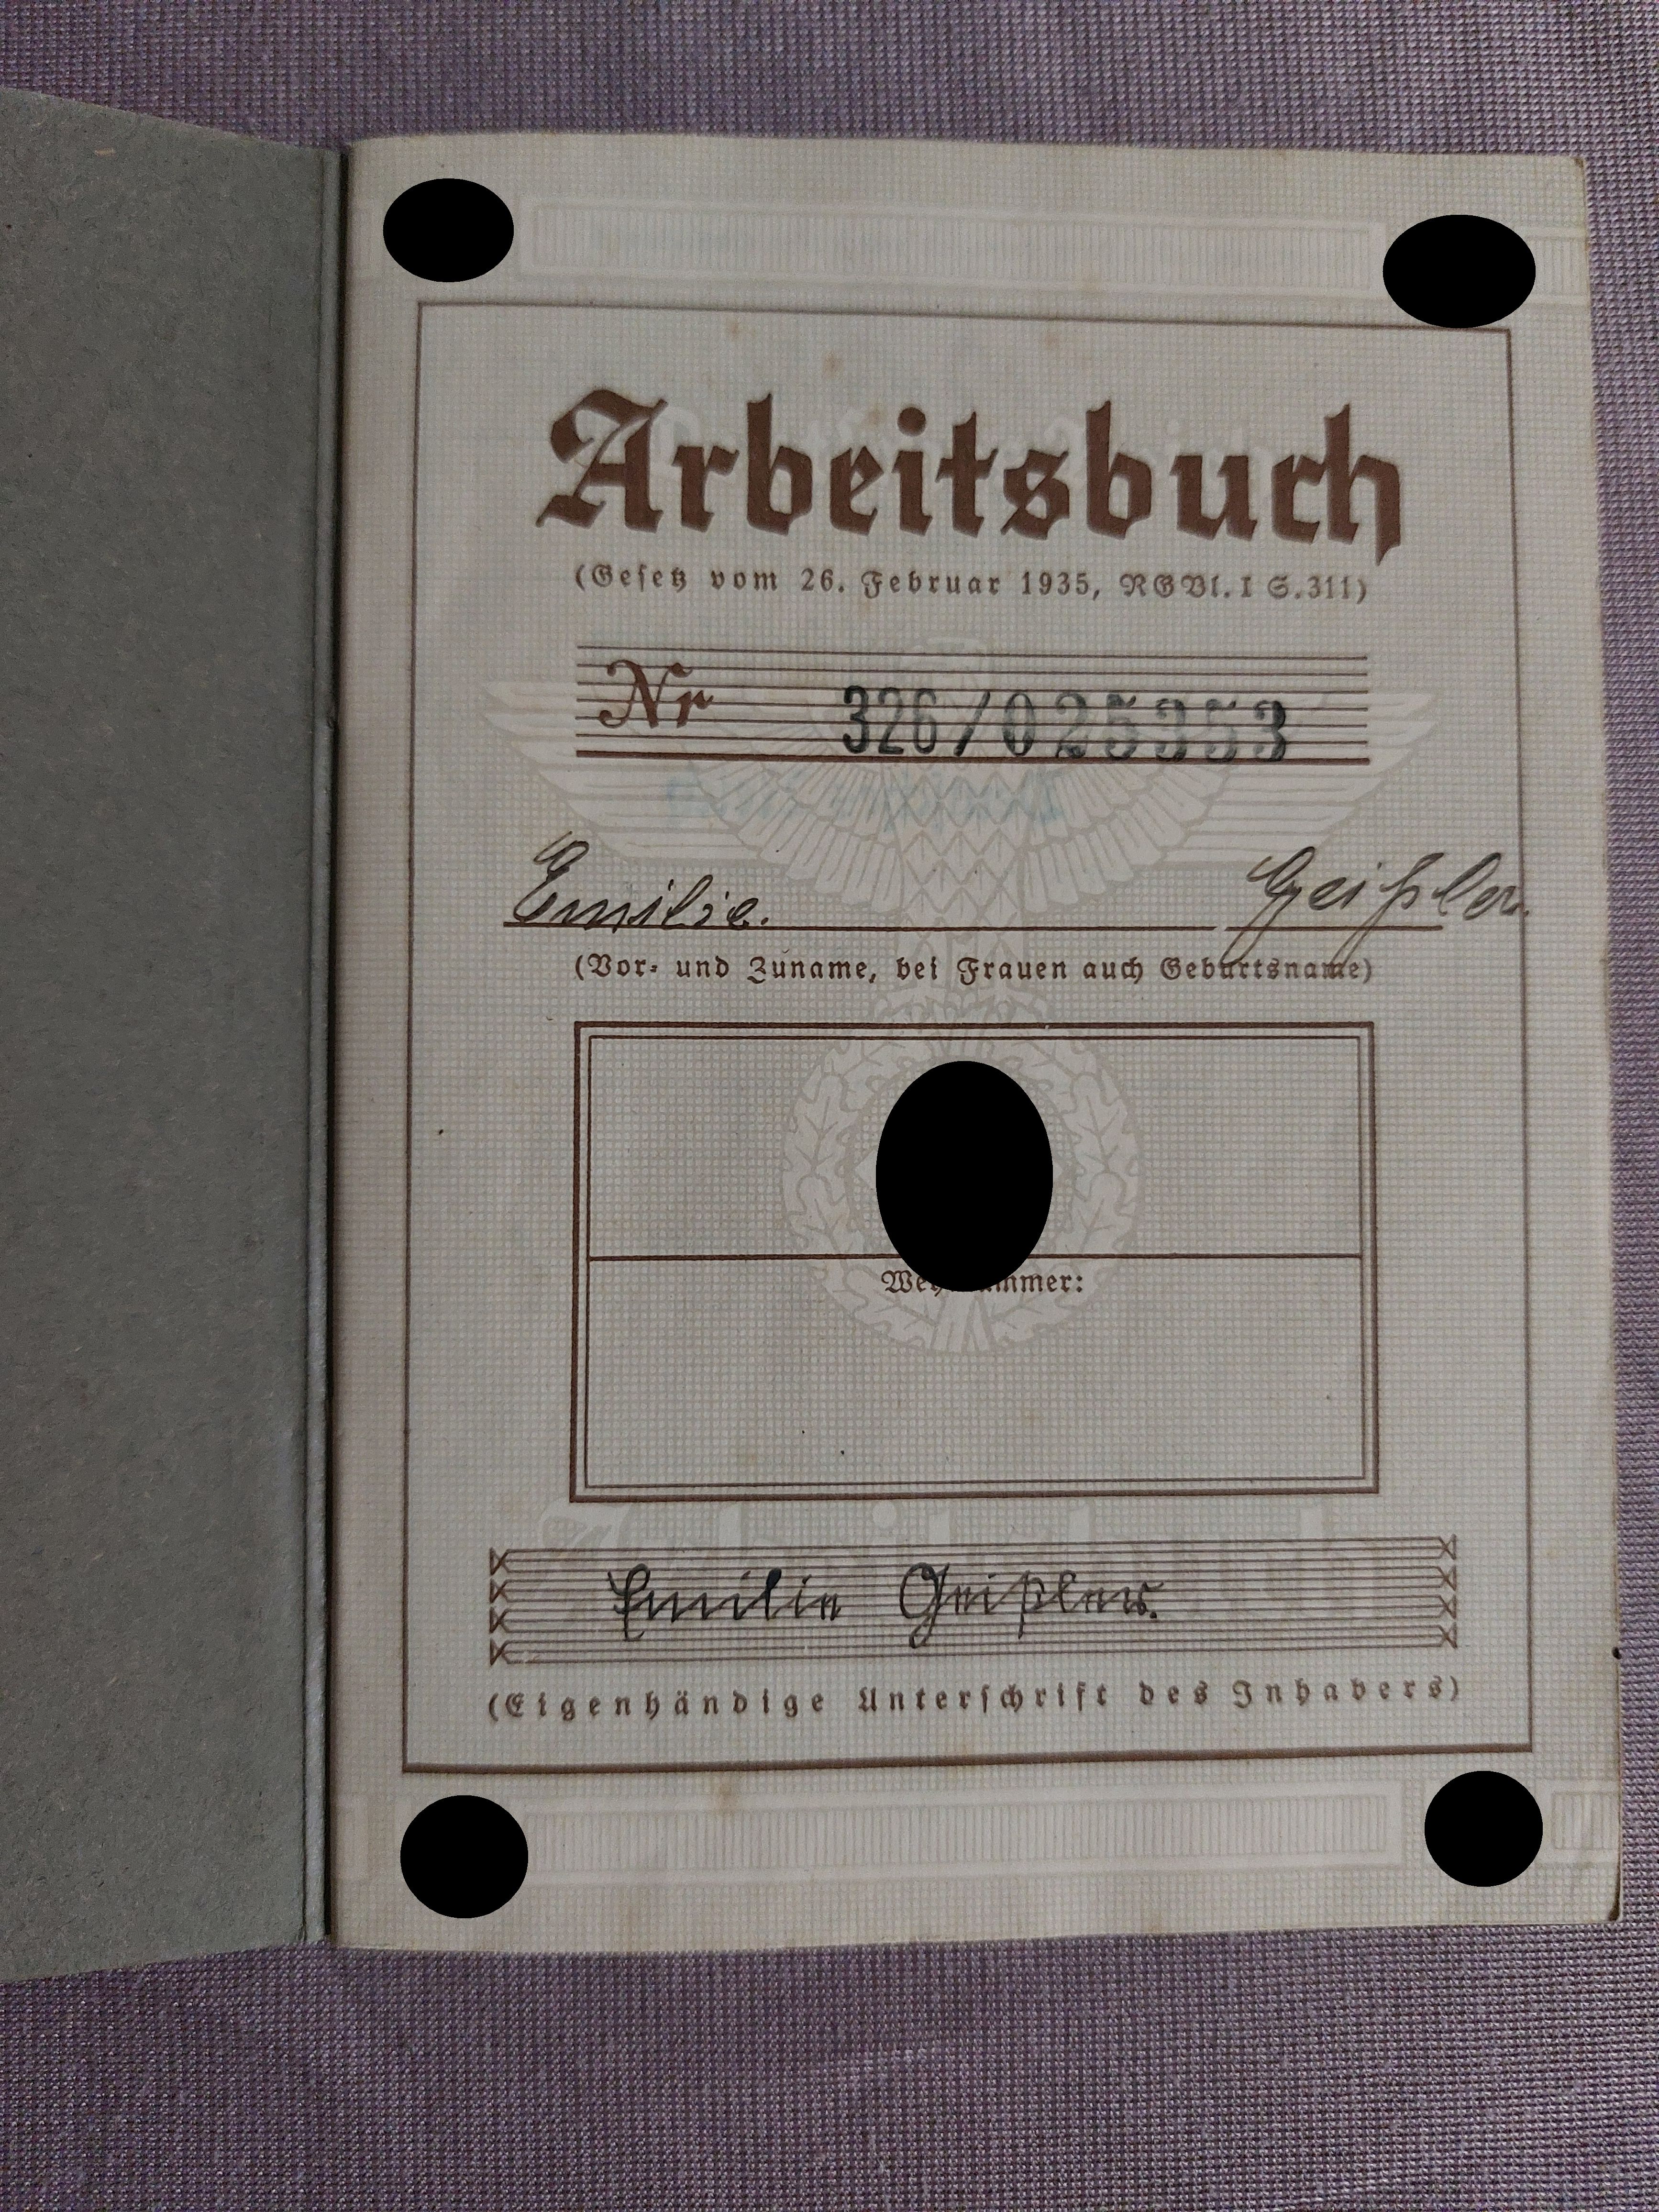 Arbeitsbuch
(Gesetz vom 26. Februar 1935, RGBl. I S. 311)
Nr 326/025353
Emilie. Geißler.
(Vor- und Zuname, bei Frauen auch Geburtsname)
Emilie Geißler.
(Eigenhändige Unterschrift des Inhabers)